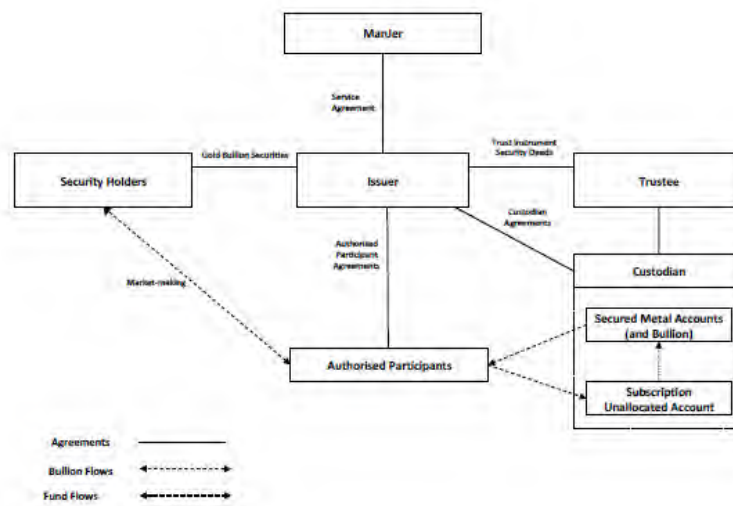 ManJer
Service
Agreement
Gold Bullion Securities
Trust Instrument
Security Deeds
Security Holders
Issuer
Trustee
Custodian
Agreements
Authorised
Participant
Agreements
Custodian
Market-making
Secured Metal Accounts
(and Bullion)
Authorised Participants
Subscription
Unallocated Account
Agreements
Bullion Flows
Fund Flows